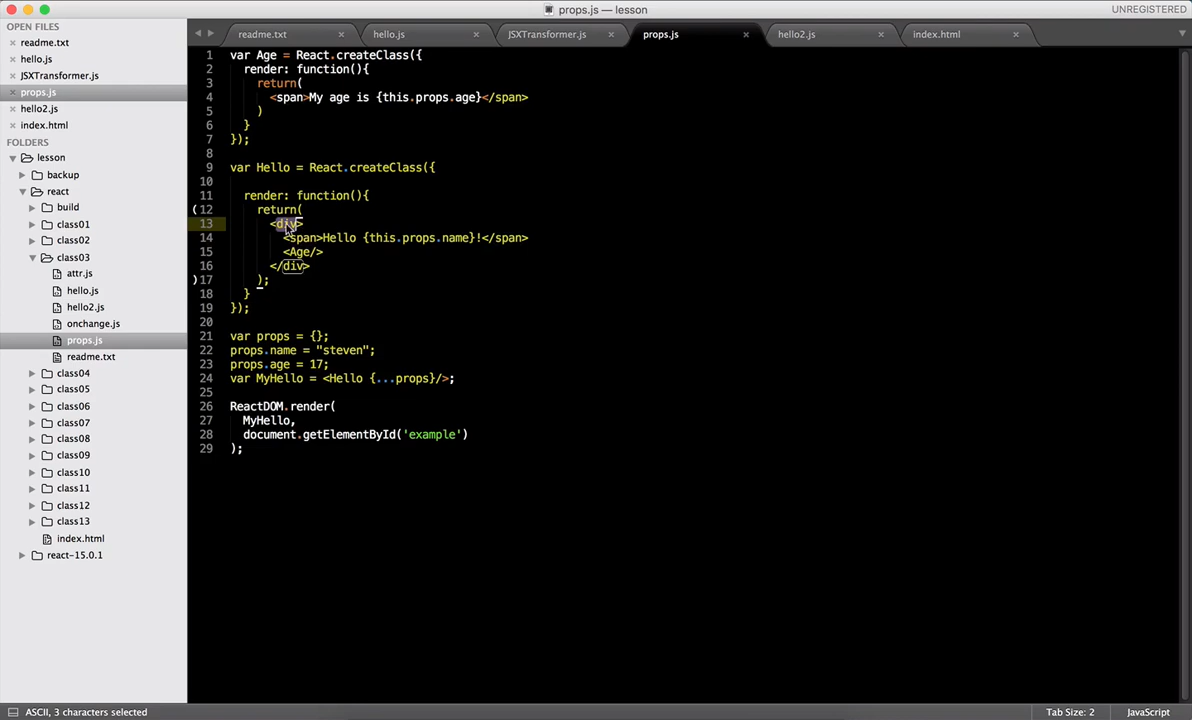 props.js — lesson
UNREGISTERED
OPEN FILES
readme.txt
hello.js
JSXTransformer.js
props.js
hello2.js
index.html
FOLDERS
lesson
backup
react
build
class01
class02
class03
attr.js
hello.js
hello2.js
onchange.js
props.js
readme.txt
class04
class05
class06
class07
class08
class09
class10
class11
class12
class13
index.html
react-15.0.1
readme.txt hello.js JSXTransformer.js props.js hello2.js index.html
1 var Age = React.createClass({
2 render: function(){
3 return(
4 <span>My age is {this.props.age}</span>
5 )
6 }
7 });
8
9 var Hello = React.createClass({
10
11 render: function(){
12 return(
13 <div>
14 <span>Hello {this.props.name}!</span>
15 <Age/>
16 </div>
17 );
18 }
19 });
20
21 var props = {};
22 props.name = "steven";
23 props.age = 17;
24 var MyHello = <Hello {...props}/>;
25
26 ReactDOM.render(
27 MyHello,
28 document.getElementById('example')
29 );
ASCII, 3 characters selected
Tab Size: 2
JavaScript